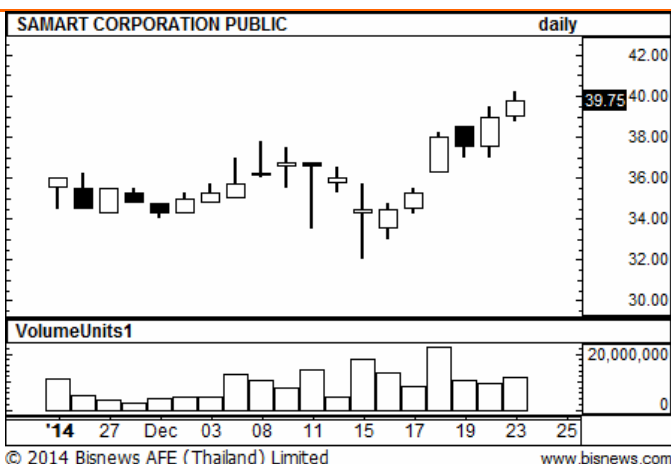 SAMART CORPORATION PUBLIC daily
42.00
40.00
39.75
38.00
36.00
34.00
32.00
30.00
VolumeUnits1
20,000,000
0
'14 27 Dec 03 08 11 15 17 19 23 25
© 2014 Bisnews AFE (Thailand) Limited www.bisnews.com